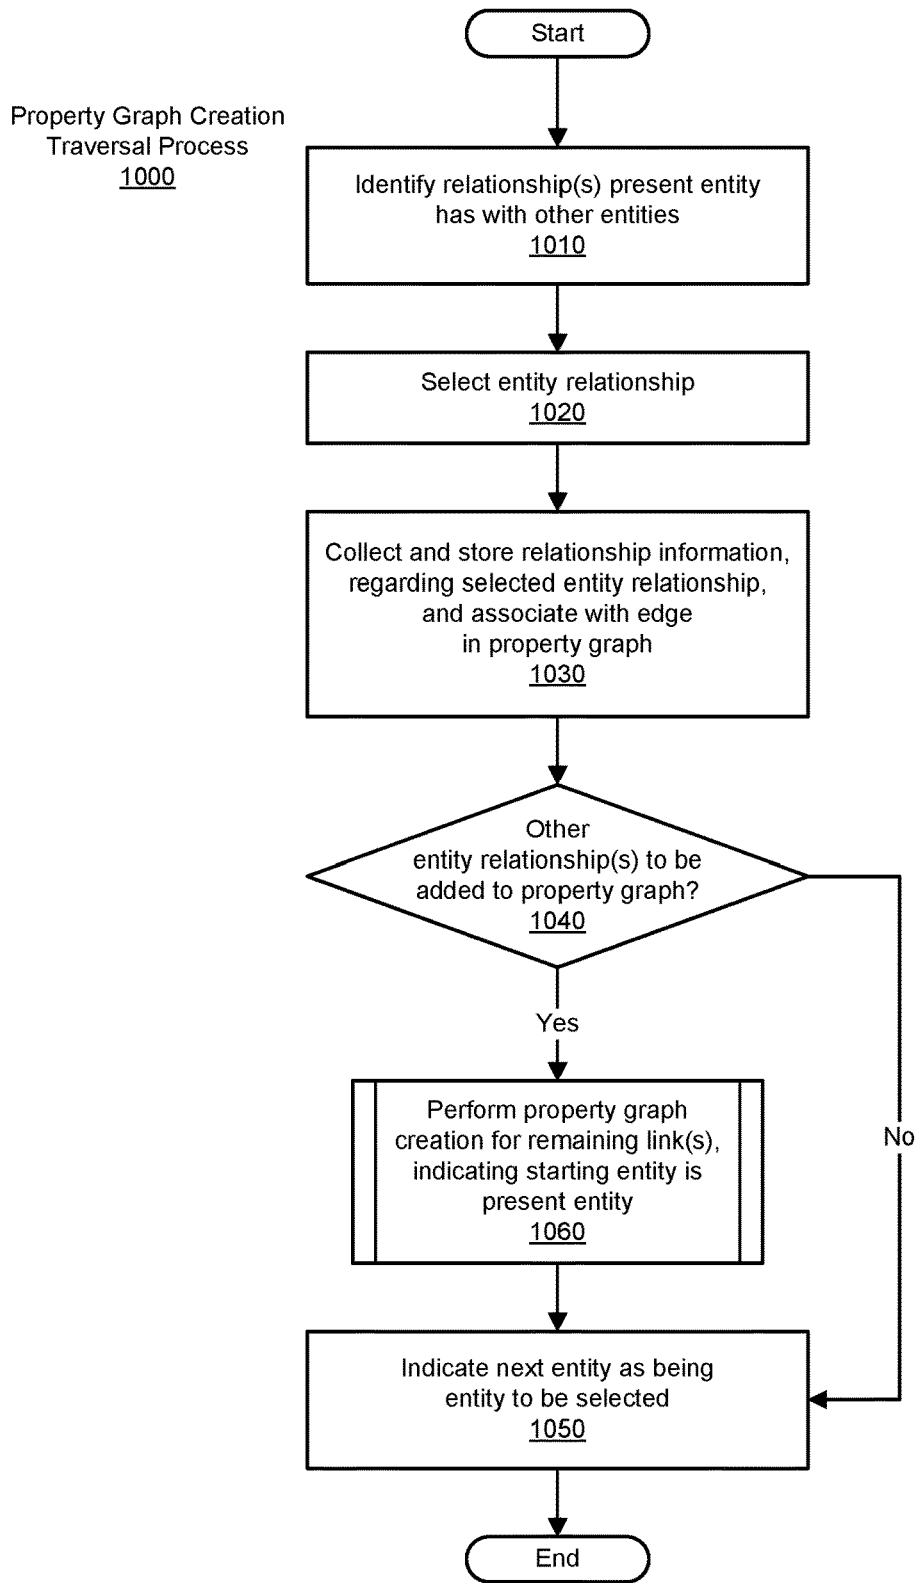 Start
Property Graph Creation
Traversal Process
1000
Identify relationship(s) present entity
has with other entities
1010
Select entity relationship
1020
Collect and store relationship information,
regarding selected entity relationship,
and associate with edge
in property graph
1030
Other
entity relationship(s) to be
added to property graph?
1040
Yes
No
Perform property graph
creation for remaining link(s),
indicating starting entity is
present entity
1060
Indicate next entity as being
entity to be selected
1050
End